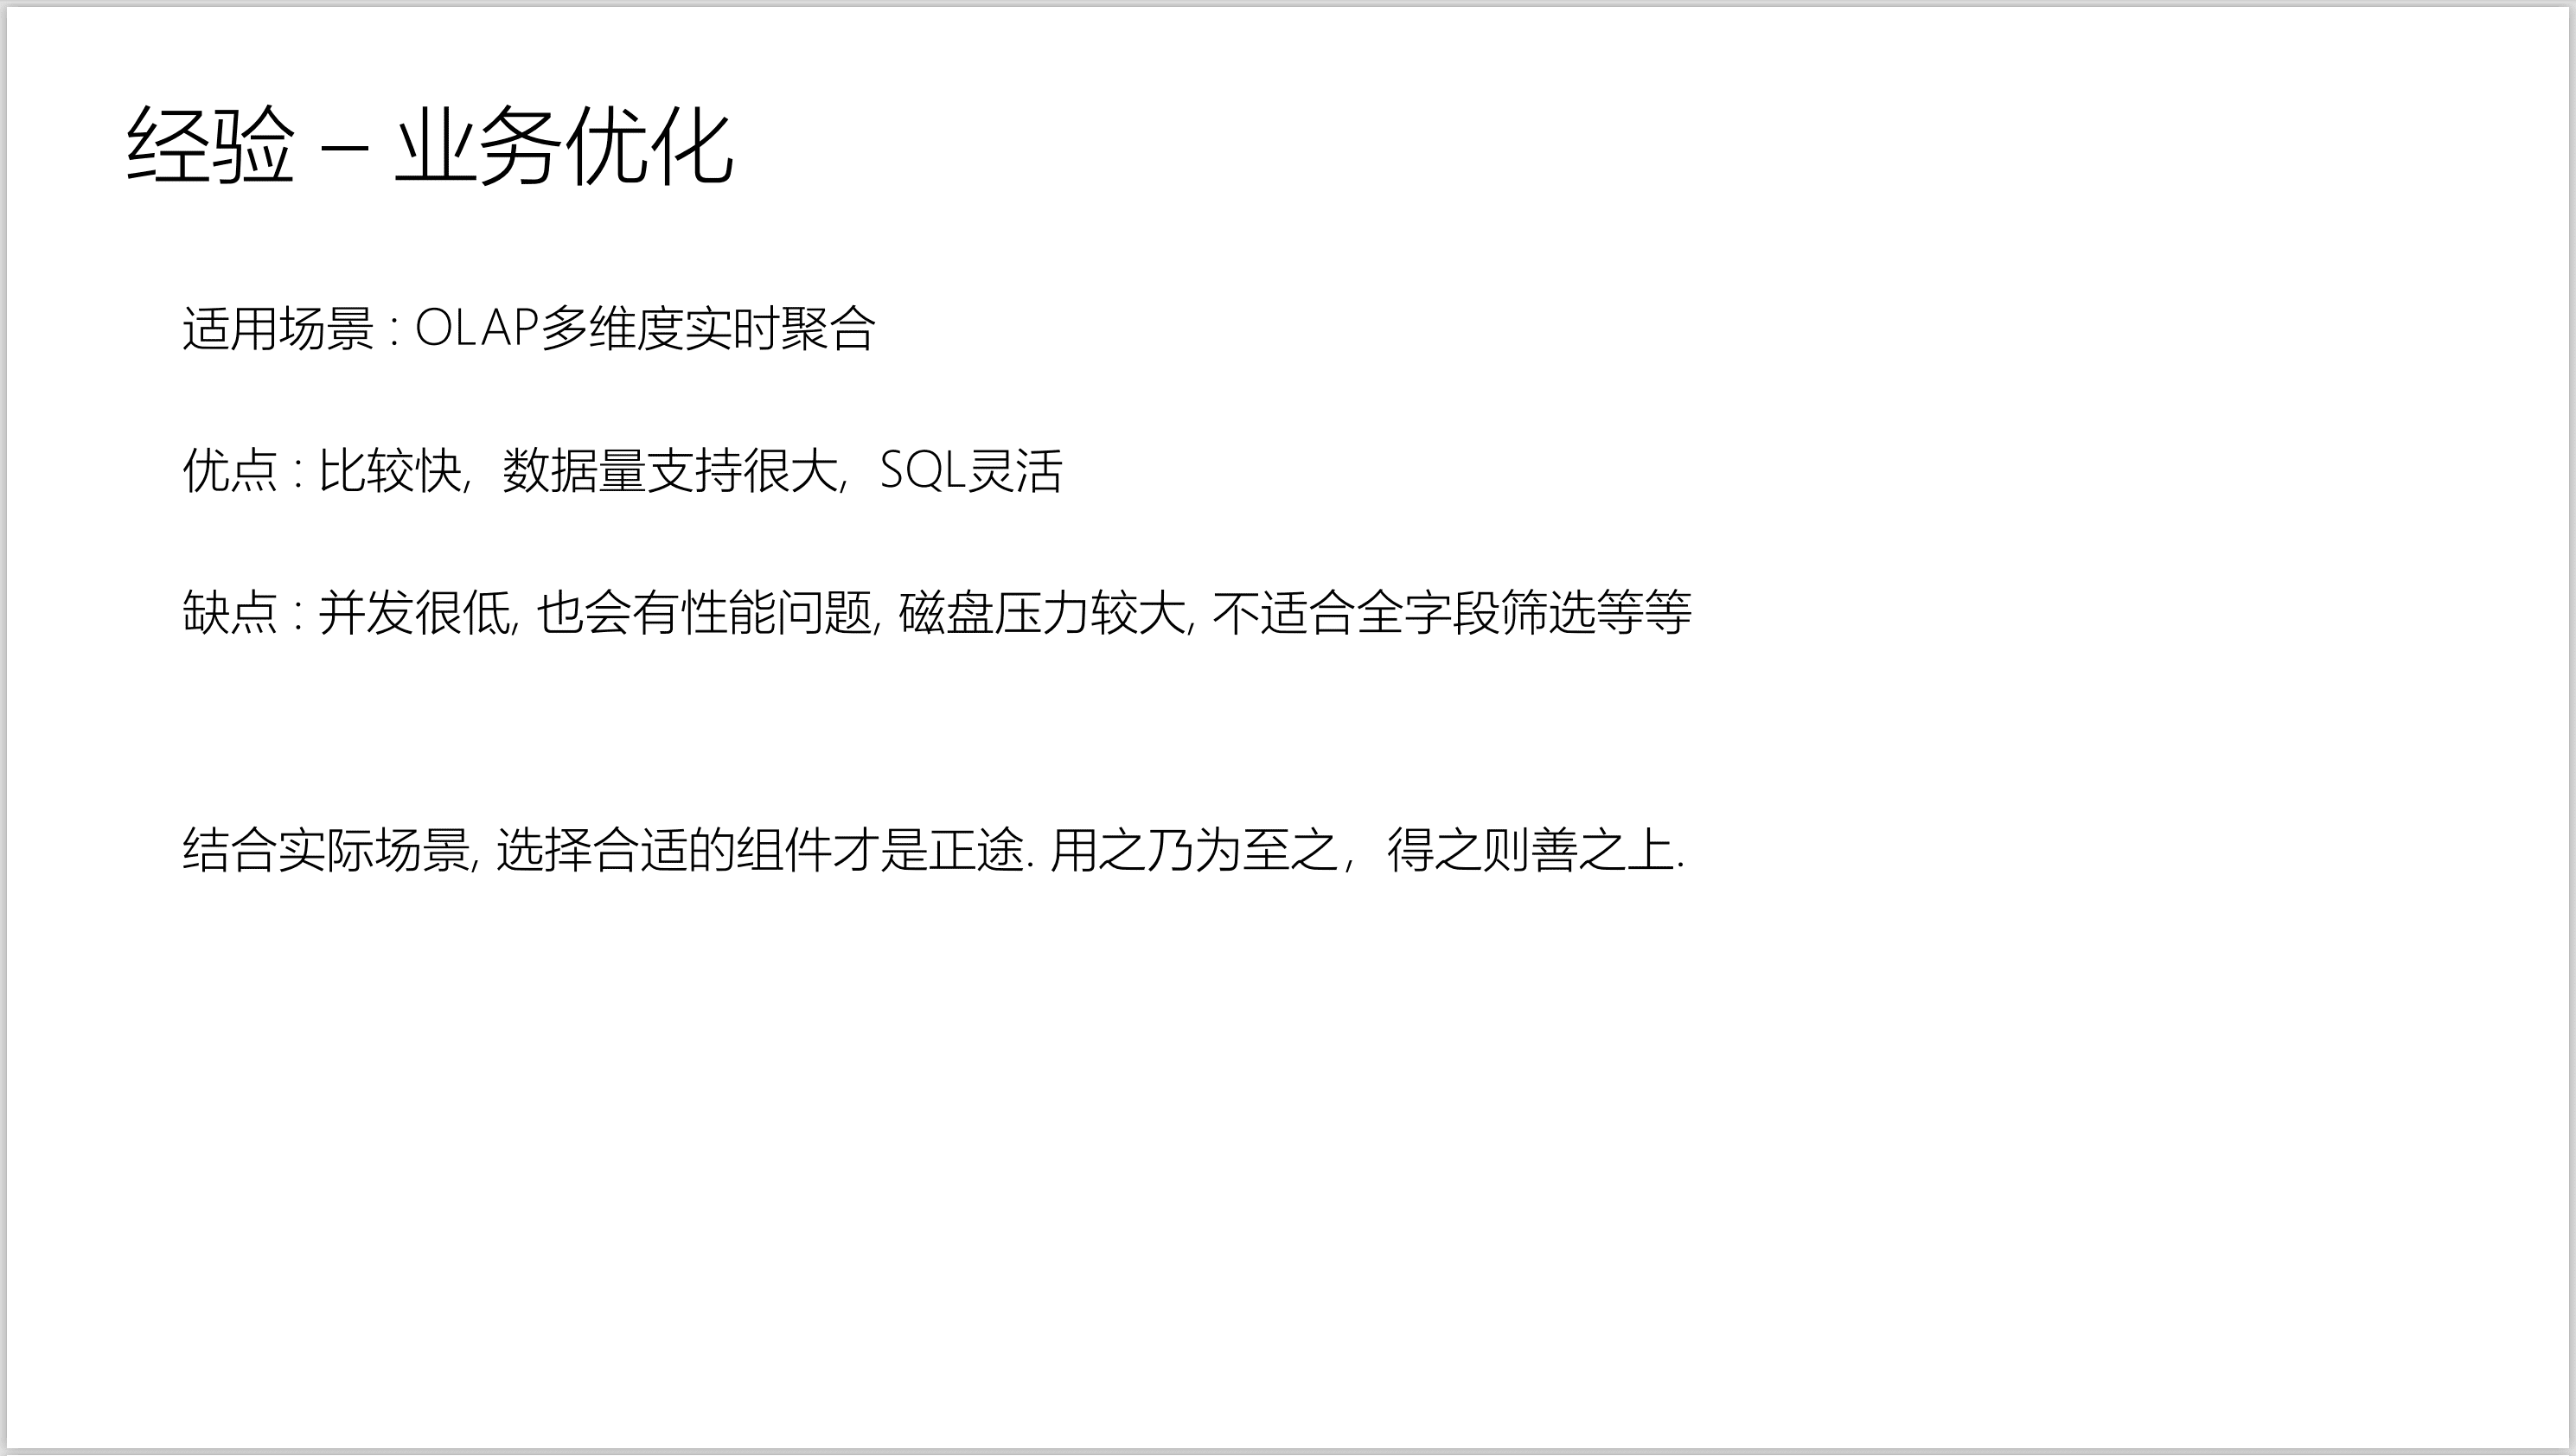 经验 – 业务优化
适用场景 : OLAP多维度实时聚合
优点 : 比较快,  数据量支持很大,  SQL灵活
缺点 : 并发很低, 也会有性能问题, 磁盘压力较大, 不适合全字段筛选等等
结合实际场景, 选择合适的组件才是正途. 用之乃为至之,  得之则善之上.